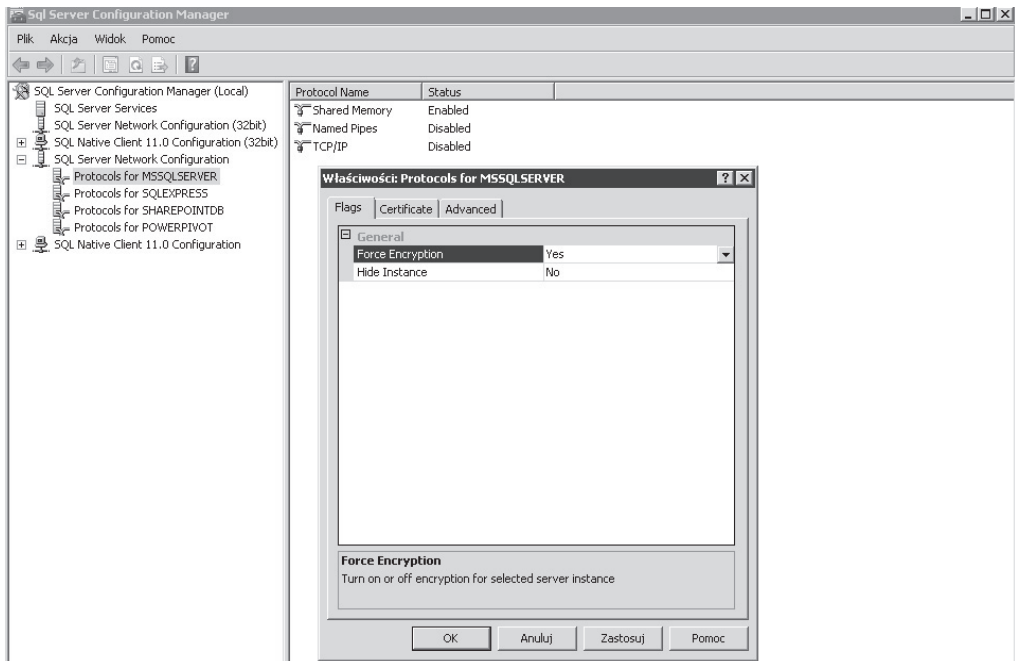 Sql Server Configuration Manager
Plik Akcja Widok Pomoc
SQL Server Configuration Manager (Local)
SQL Server Services
SQL Server Network Configuration (32bit)
SQL Native Client 11.0 Configuration (32bit)
SQL Server Network Configuration
Protocols for MSSQLSERVER
Protocols for SQLEXPRESS
Protocols for SHAREPOINTDB
Protocols for POWERPIVOT
SQL Native Client 11.0 Configuration
Protocol Name Status
Shared Memory Enabled
Named Pipes Disabled
TCP/IP Disabled
Właściwości: Protocols for MSSQLSERVER
Flags Certificate Advanced
General
Force Encryption Yes
Hide Instance No
Force Encryption
Turn on or off encryption for selected server instance
OK Anuluj Zastosuj Pomoc